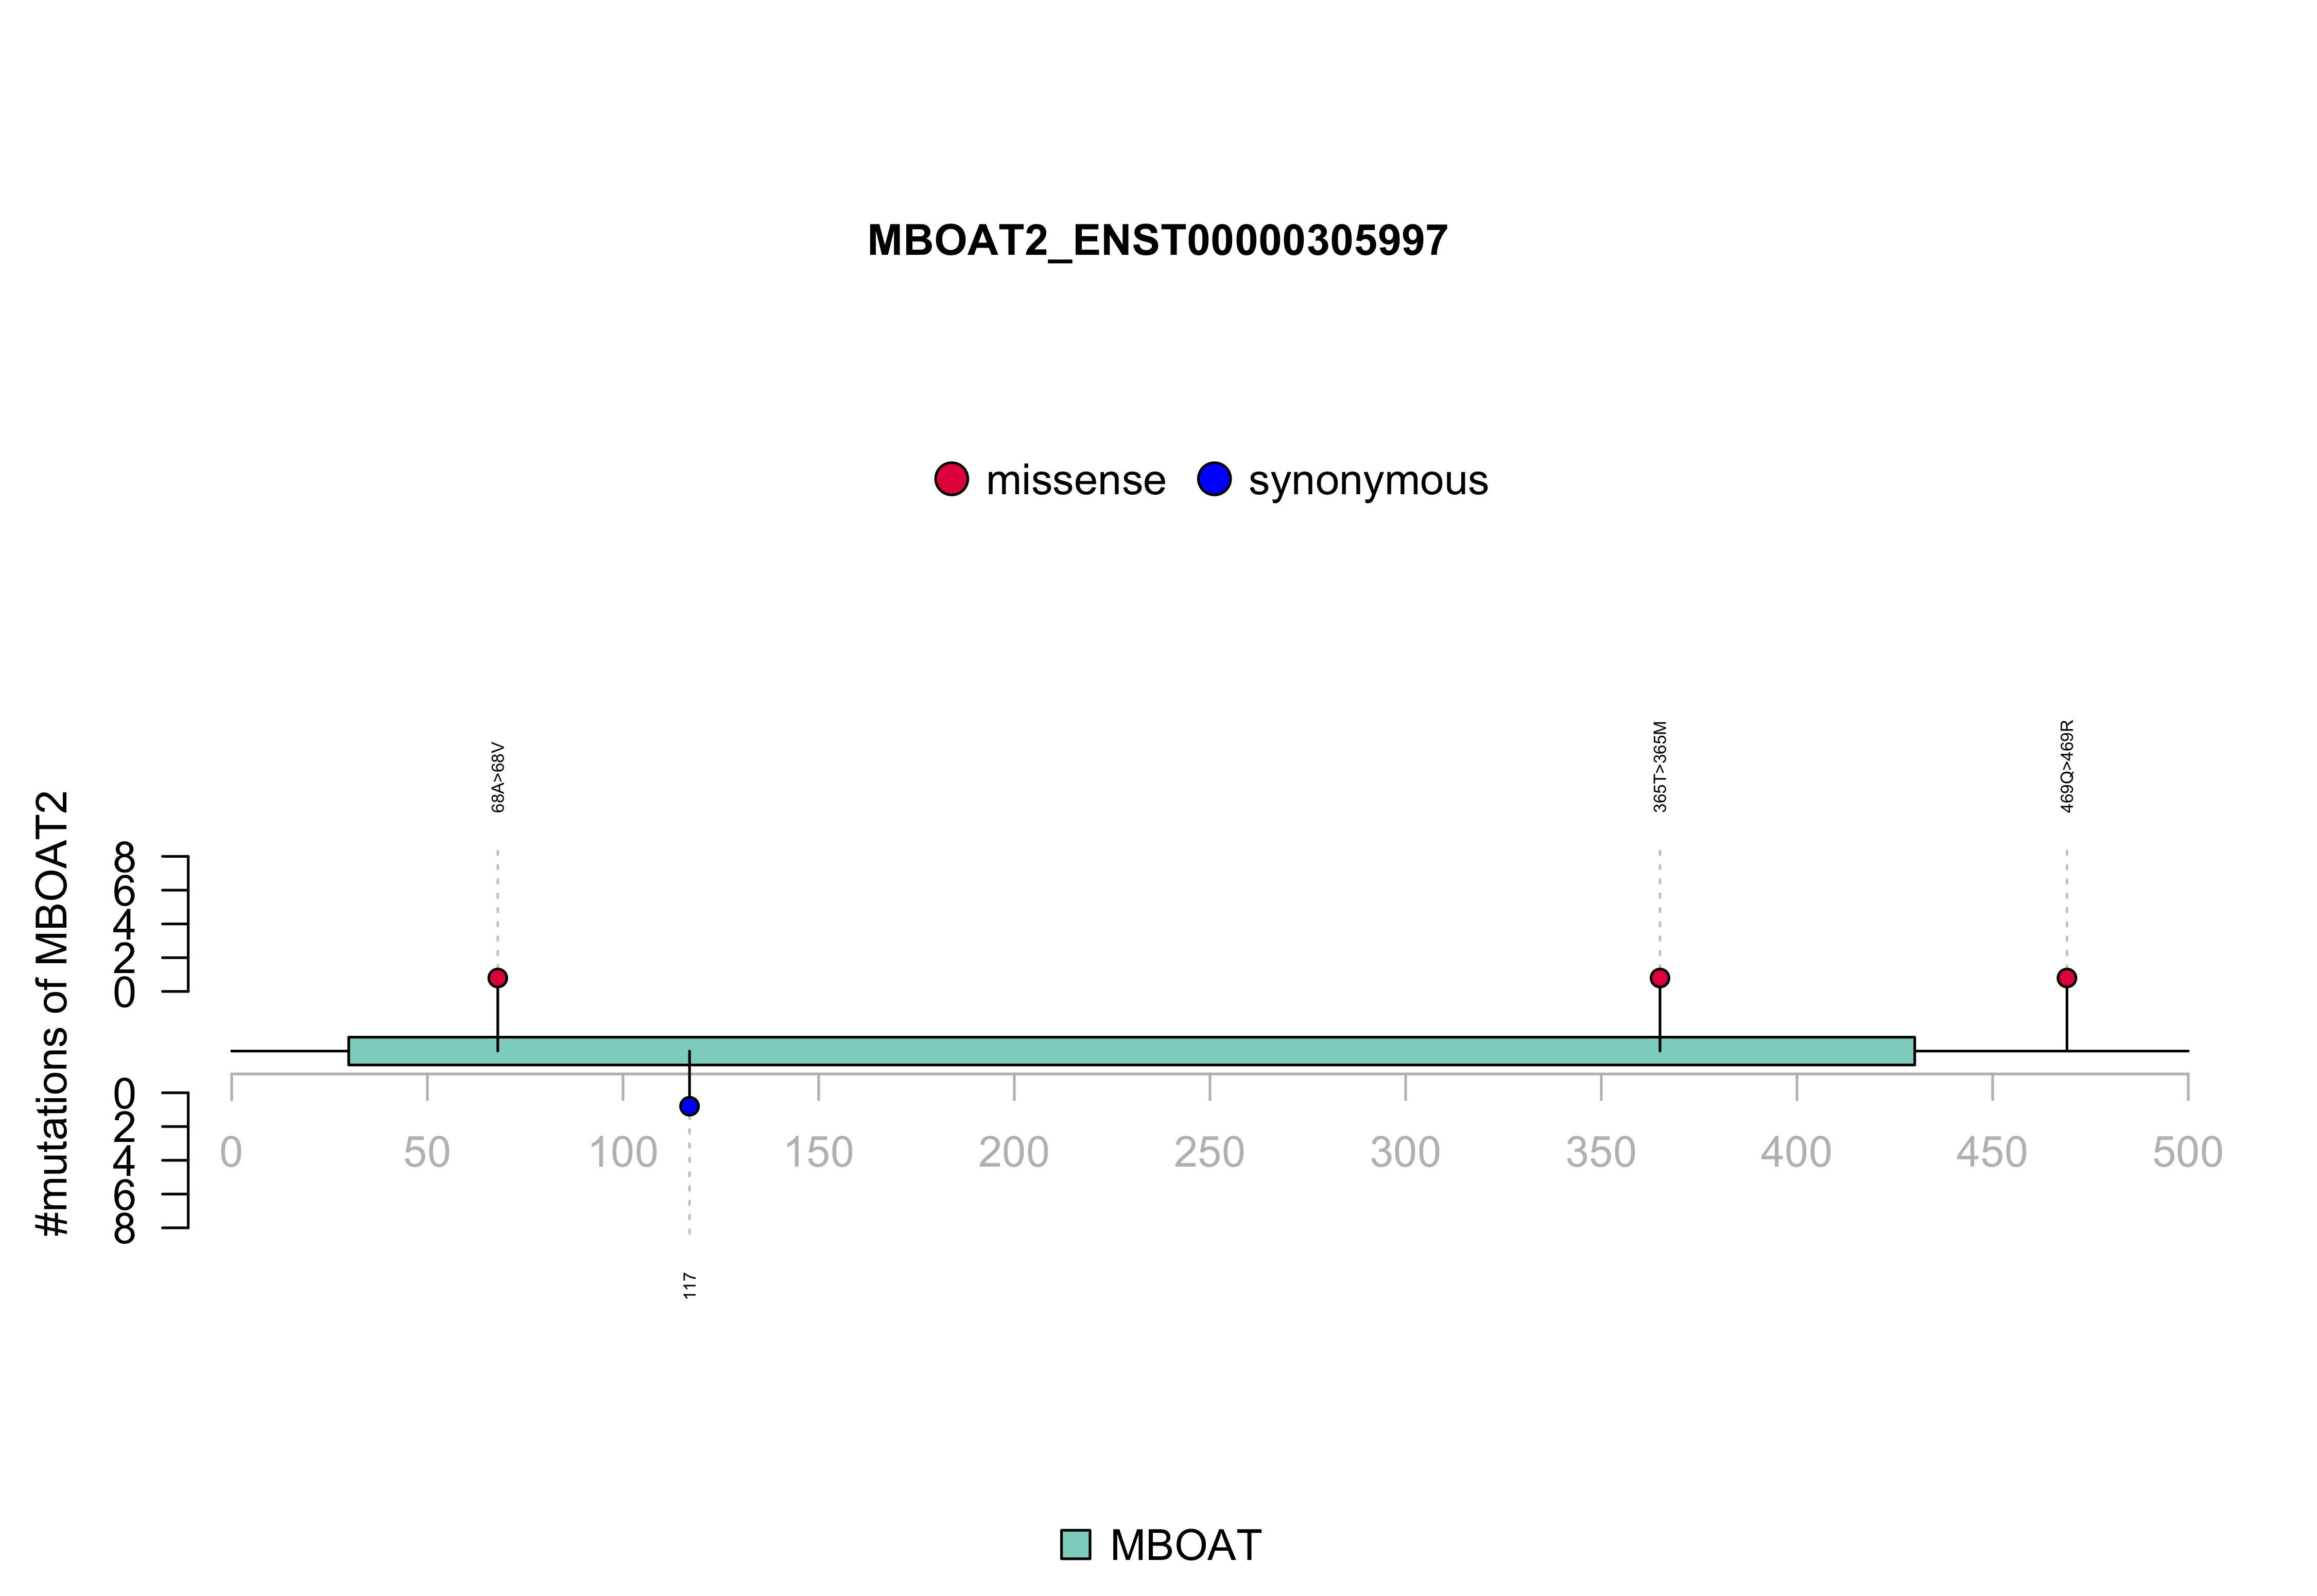 MBOAT2_ENST00000305997
missense synonymous
68A>68V 365T>365M 469Q>469R
#mutations of MBOAT2
8
6
4
2
0
0
2
4
6
8
0 50 100 150 200 250 300 350 400 450 500
117
MBOAT